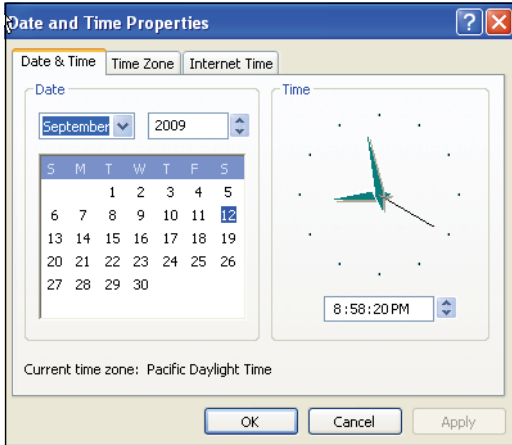 Date and Time Properties
Date & Time Time Zone Internet Time
Date
September 2009
S M T W T F S
1 2 3 4 5
6 7 8 9 10 11 12
13 14 15 16 17 18 19
20 21 22 23 24 25 26
27 28 29 30
Time
8:58:20 PM
Current time zone: Pacific Daylight Time
OK Cancel Apply